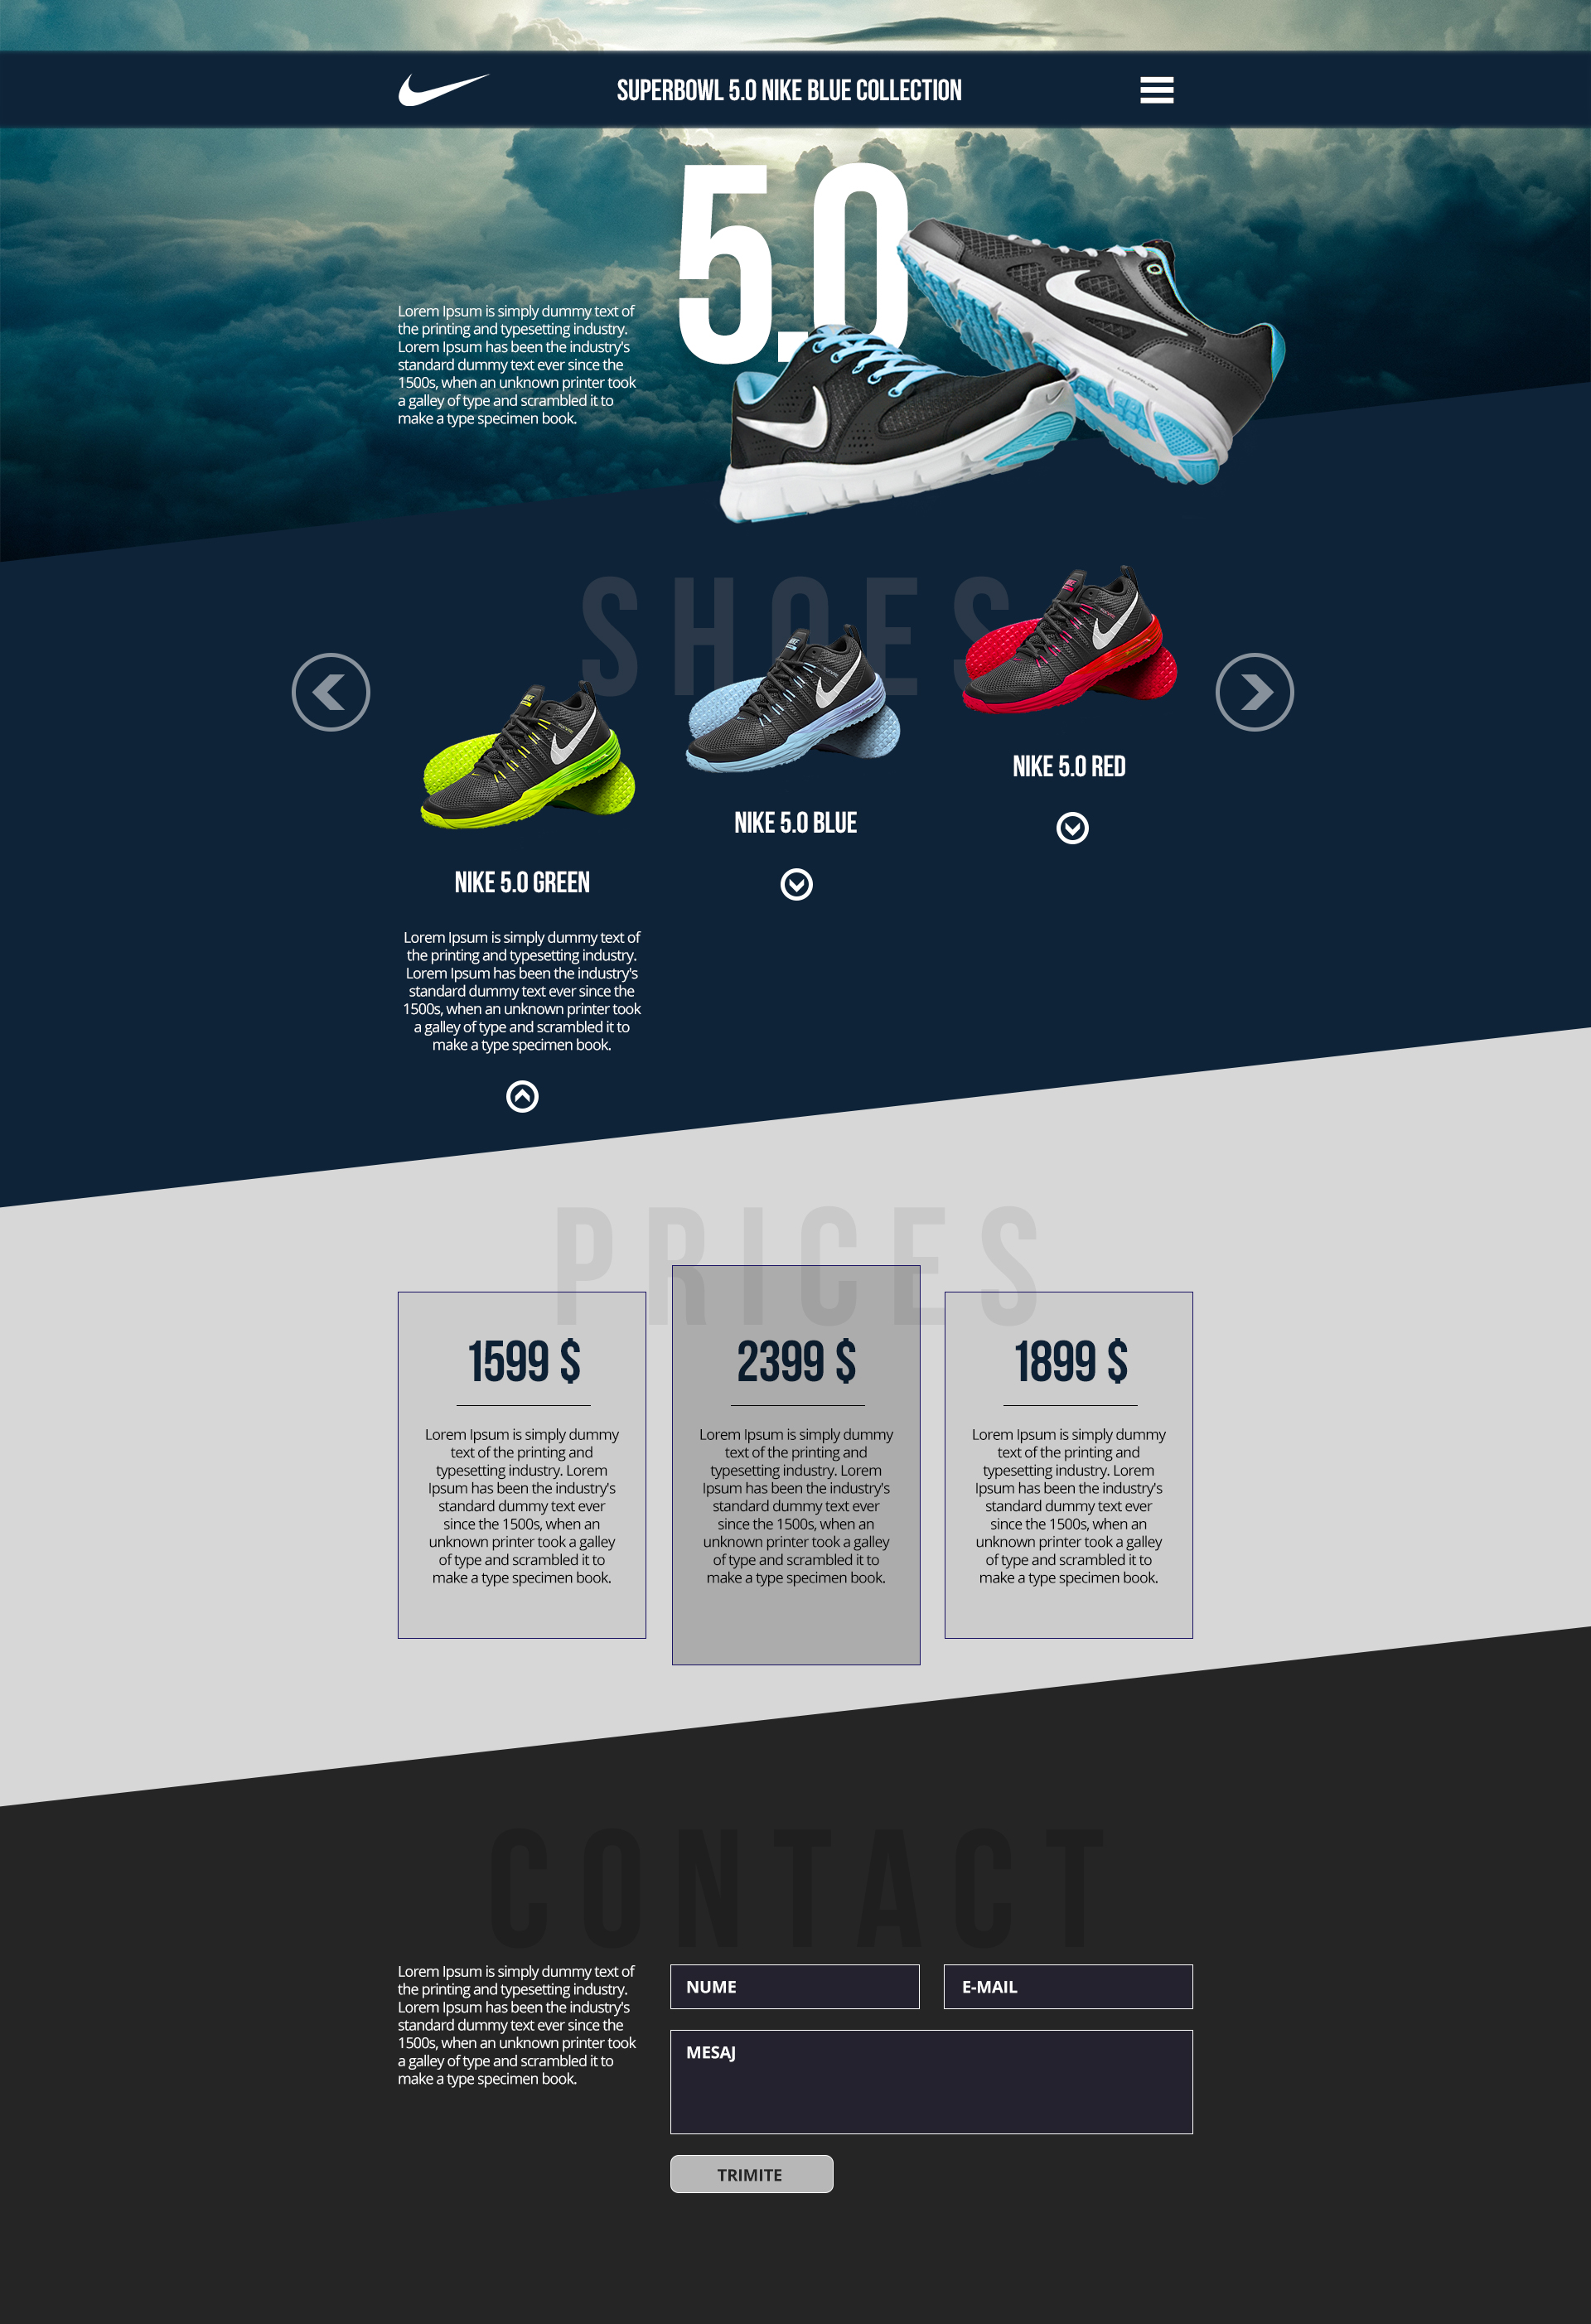 SUPERBOWL 5.0 NIKE BLUE COLLECTION
5.0
Lorem Ipsum is simply dummy text of
the printing and typesetting industry.
Lorem Ipsum has been the industry's
standard dummy text ever since the
1500s, when an unknown printer took
a galley of type and scrambled it to
make a type specimen book.
SHOES
NIKE 5.0 GREEN
NIKE 5.0 BLUE
NIKE 5.0 RED
Lorem Ipsum is simply dummy text of
the printing and typesetting industry.
Lorem Ipsum has been the industry's
standard dummy text ever since the
1500s, when an unknown printer took
a galley of type and scrambled it to
make a type specimen book.
PRICES
1599 $
Lorem Ipsum is simply dummy
text of the printing and
typesetting industry. Lorem
Ipsum has been the industry's
standard dummy text ever
since the 1500s, when an
unknown printer took a galley
of type and scrambled it to
make a type specimen book.
2399 $
Lorem Ipsum is simply dummy
text of the printing and
typesetting industry. Lorem
Ipsum has been the industry's
standard dummy text ever
since the 1500s, when an
unknown printer took a galley
of type and scrambled it to
make a type specimen book.
1899 $
Lorem Ipsum is simply dummy
text of the printing and
typesetting industry. Lorem
Ipsum has been the industry's
standard dummy text ever
since the 1500s, when an
unknown printer took a galley
of type and scrambled it to
make a type specimen book.
CONTACT
Lorem Ipsum is simply dummy text of
the printing and typesetting industry.
Lorem Ipsum has been the industry's
standard dummy text ever since the
1500s, when an unknown printer took
a galley of type and scrambled it to
make a type specimen book.
NUME
E-MAIL
MESAJ
TRIMITE